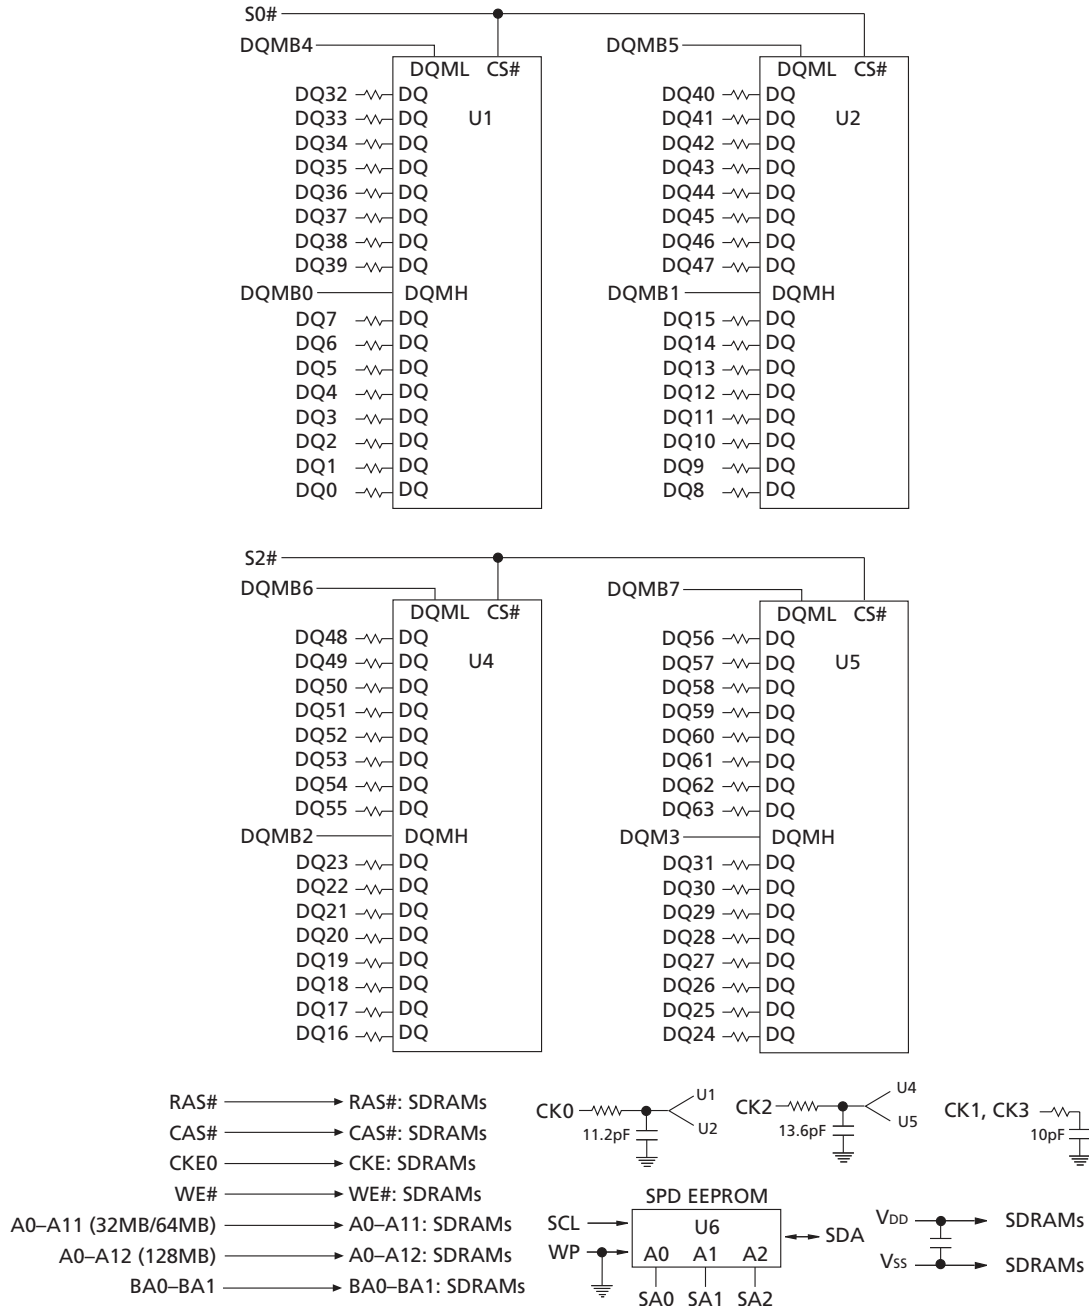 S0#
DQMB4
DQML CS#
DQ32 DQ
DQ33 DQ U1
DQ34 DQ
DQ35 DQ
DQ36 DQ
DQ37 DQ
DQ38 DQ
DQ39 DQ
DQMB0 DQMH
DQ7 DQ
DQ6 DQ
DQ5 DQ
DQ4 DQ
DQ3 DQ
DQ2 DQ
DQ1 DQ
DQ0 DQ
DQMB5
DQML CS#
DQ40 DQ
DQ41 DQ U2
DQ42 DQ
DQ43 DQ
DQ44 DQ
DQ45 DQ
DQ46 DQ
DQ47 DQ
DQMB1 DQMH
DQ15 DQ
DQ14 DQ
DQ13 DQ
DQ12 DQ
DQ11 DQ
DQ10 DQ
DQ9 DQ
DQ8 DQ
S2#
DQMB6
DQML CS#
DQ48 DQ
DQ49 DQ U4
DQ50 DQ
DQ51 DQ
DQ52 DQ
DQ53 DQ
DQ54 DQ
DQ55 DQ
DQMB2 DQMH
DQ23 DQ
DQ22 DQ
DQ21 DQ
DQ20 DQ
DQ19 DQ
DQ18 DQ
DQ17 DQ
DQ16 DQ
DQMB7
DQML CS#
DQ56 DQ
DQ57 DQ U5
DQ58 DQ
DQ59 DQ
DQ60 DQ
DQ61 DQ
DQ62 DQ
DQ63 DQ
DQM3 DQMH
DQ31 DQ
DQ30 DQ
DQ29 DQ
DQ28 DQ
DQ27 DQ
DQ26 DQ
DQ25 DQ
DQ24 DQ
RAS# RAS#: SDRAMs
CAS# CAS#: SDRAMs
CKE0 CKE: SDRAMs
WE# WE#: SDRAMs
A0–A11 (32MB/64MB) A0–A11: SDRAMs
A0–A12 (128MB) A0–A12: SDRAMs
BA0–BA1 BA0–BA1: SDRAMs
CK0
U1
U2
11.2pF
CK2
U4
U5
13.6pF
CK1, CK3
10pF
SPD EEPROM
SCL U6
WP A0 A1 A2 SDA
SA0 SA1 SA2
VDD SDRAMs
VSS SDRAMs